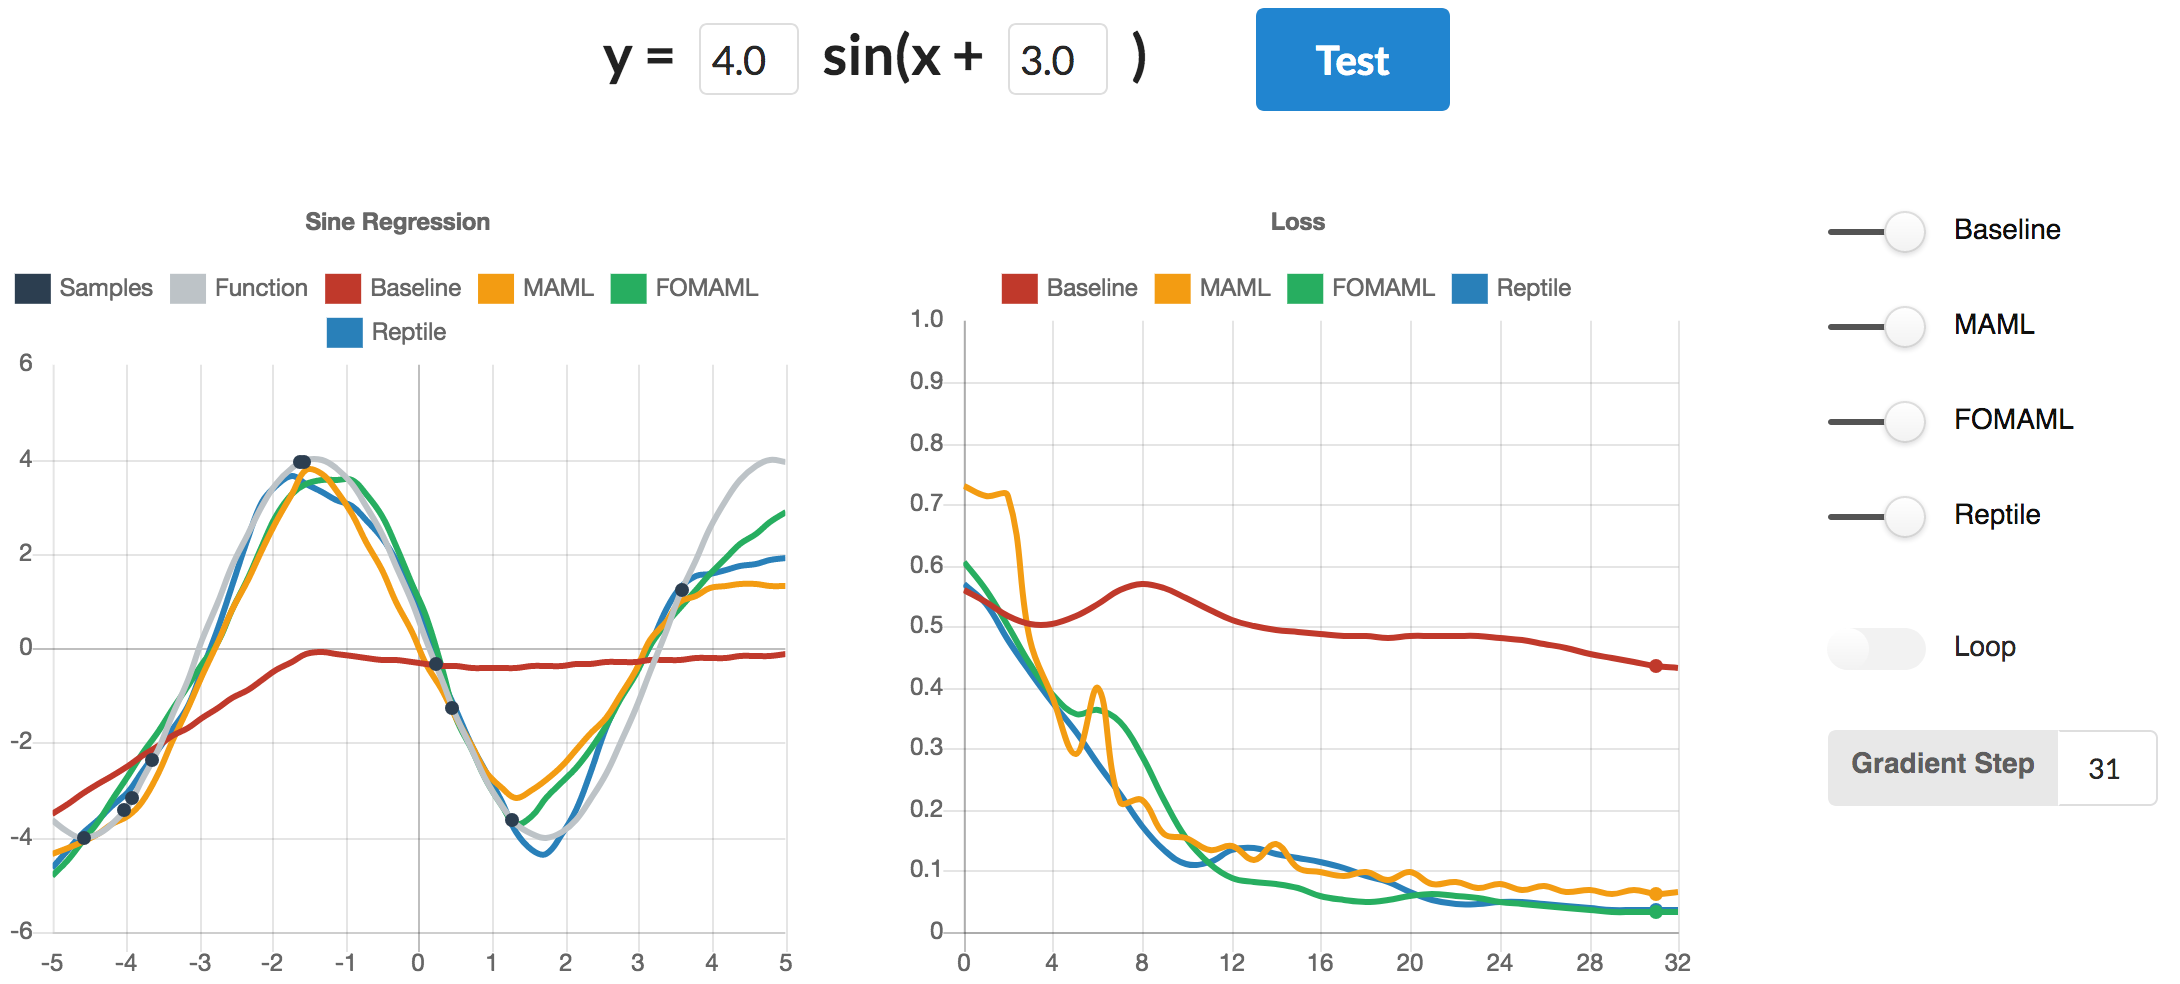 y = 4.0 sin(x + 3.0 ) Test
Sine Regression
Samples Function Baseline MAML FOMAML
Reptile
6
4
2
0
-2
-4
-6
-5 -4 -3 -2 -1 0 1 2 3 4 5
Loss
Baseline MAML FOMAML Reptile
1.0
0.9
0.8
0.7
0.6
0.5
0.4
0.3
0.2
0.1
0
0 4 8 12 16 20 24 28 32
Baseline
MAML
FOMAML
Reptile
Loop
Gradient Step 31